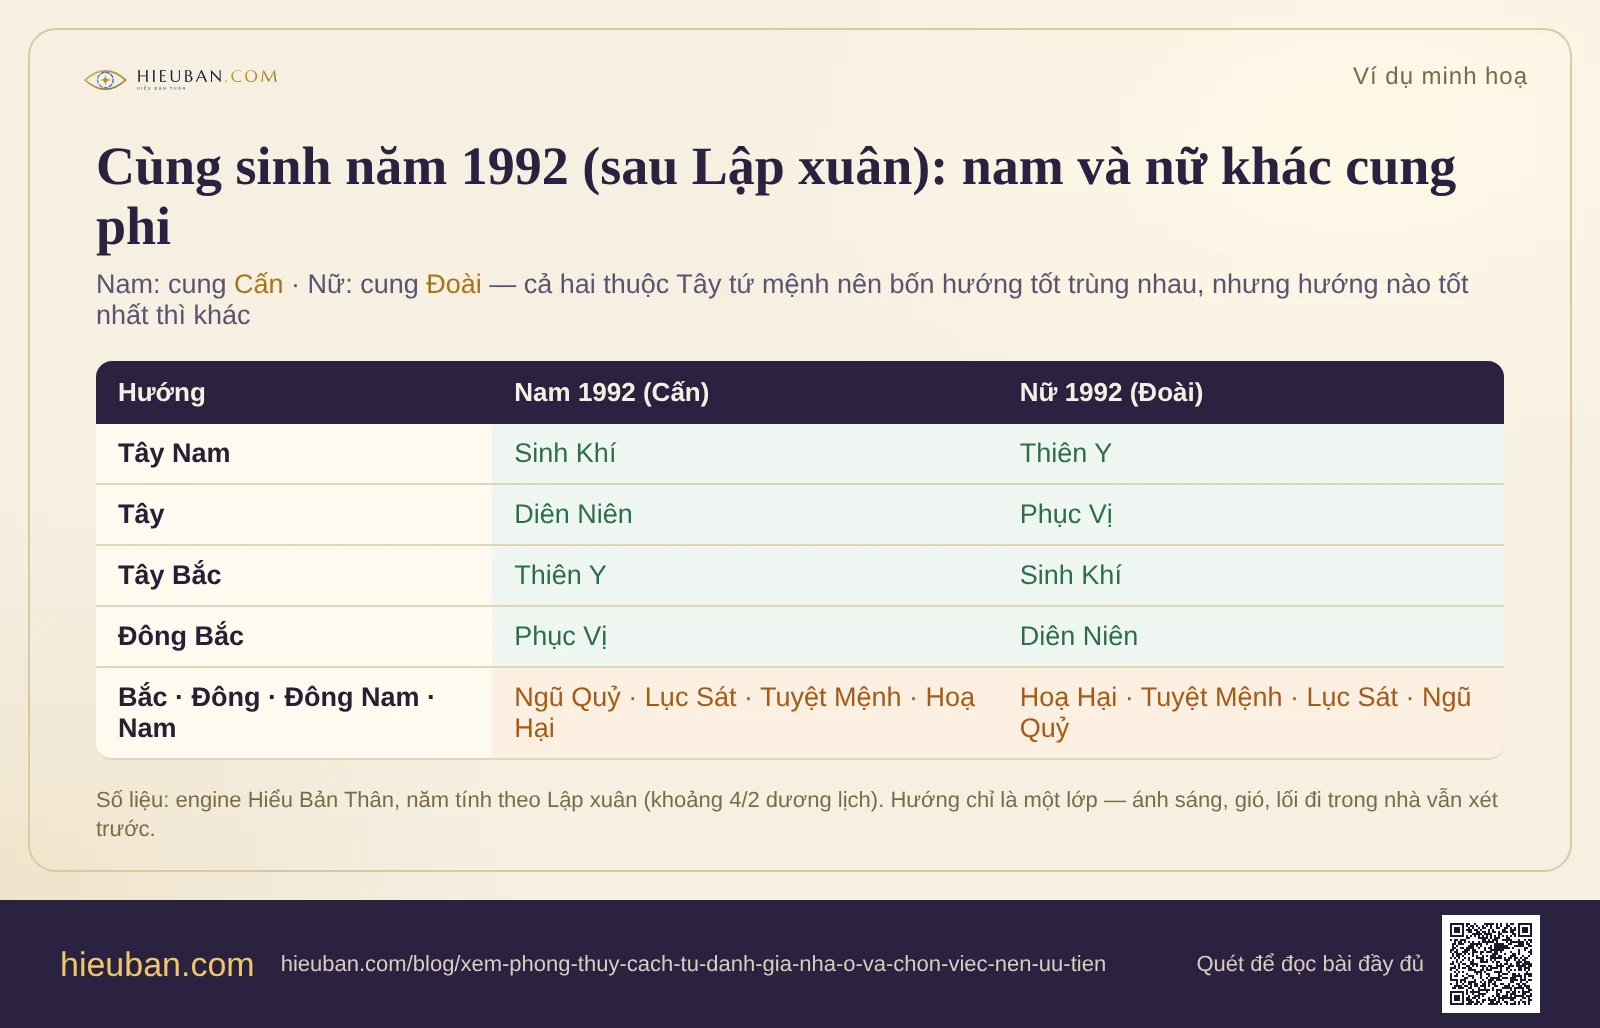 HIEUBAN.COM
HIỂU BẢN THÂN
Ví dụ minh hoạ
Cùng sinh năm 1992 (sau Lập xuân): nam và nữ khác cung
phi
Nam: cung Cấn · Nữ: cung Đoài — cả hai thuộc Tây tứ mệnh nên bốn hướng tốt trùng nhau, nhưng hướng nào tốt
nhất thì khác
Hướng Nam 1992 (Cấn) Nữ 1992 (Đoài)
Tây Nam Sinh Khí Thiên Y
Tây Diên Niên Phục Vị
Tây Bắc Thiên Y Sinh Khí
Đông Bắc Phục Vị Diên Niên
Bắc · Đông · Đông Nam · Ngũ Quỷ · Lục Sát · Tuyệt Mệnh · Hoạ Hoạ Hại · Tuyệt Mệnh · Lục Sát · Ngũ
Nam Hại Quỷ
Số liệu: engine Hiểu Bản Thân, năm tính theo Lập xuân (khoảng 4/2 dương lịch). Hướng chỉ là một lớp — ánh sáng, gió, lối đi trong nhà vẫn xét
trước.
hieuban.com hieuban.com/blog/xem-phong-thuy-cach-tu-danh-gia-nha-o-va-chon-viec-nen-uu-tien Quét để đọc bài đầy đủ